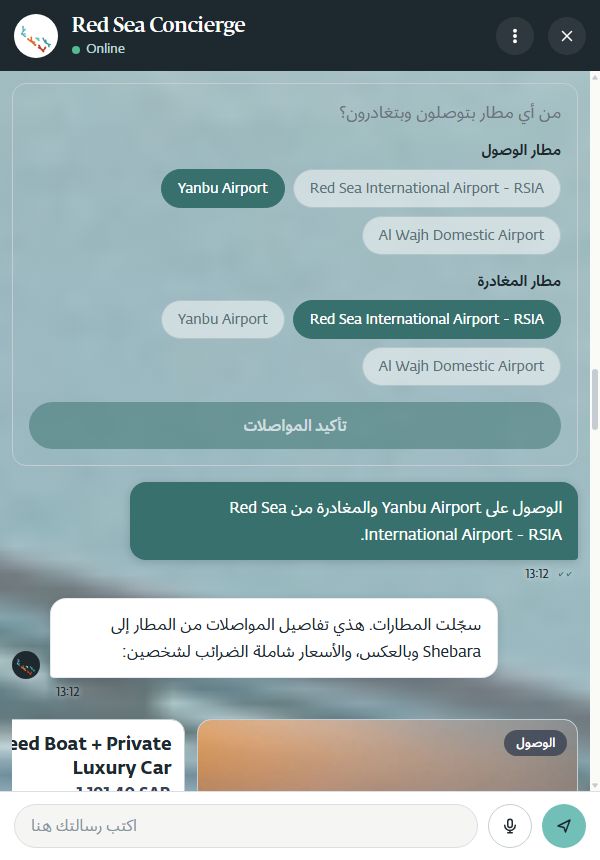 Red Sea Concierge
Online
من أي مطار بتوصلون وبتغادرون؟
مطار الوصول
Red Sea International Airport - RSIA
Yanbu Airport
Al Wajh Domestic Airport
مطار المغادرة
Red Sea International Airport - RSIA
Yanbu Airport
Al Wajh Domestic Airport
تأكيد المواصلات
الوصول على Yanbu Airport والمغادرة من Red Sea
International Airport - RSIA.
13:12
سجّلت المطارات. هذي تفاصيل المواصلات من المطار إلى
Shebara وبالعكس، والأسعار شاملة الضرائب لشخصين:
13:12
الوصول
Boat + Private
Luxury Car
اكتب رسالتك هنا